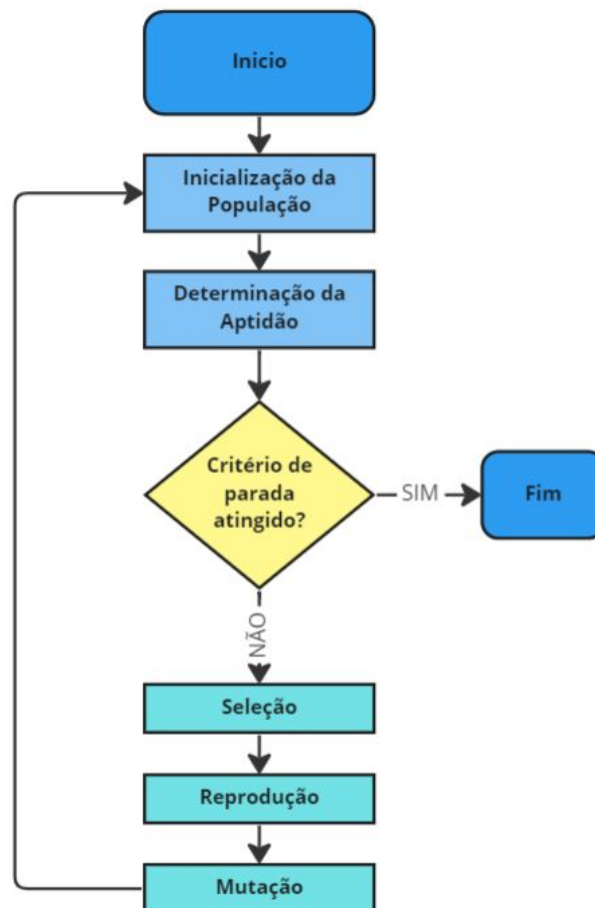 Inicio
Inicialização da
População
Determinação da
Aptidão
Critério de
parada
atingido?
SIM
Fim
NÃO
Seleção
Reprodução
Mutação